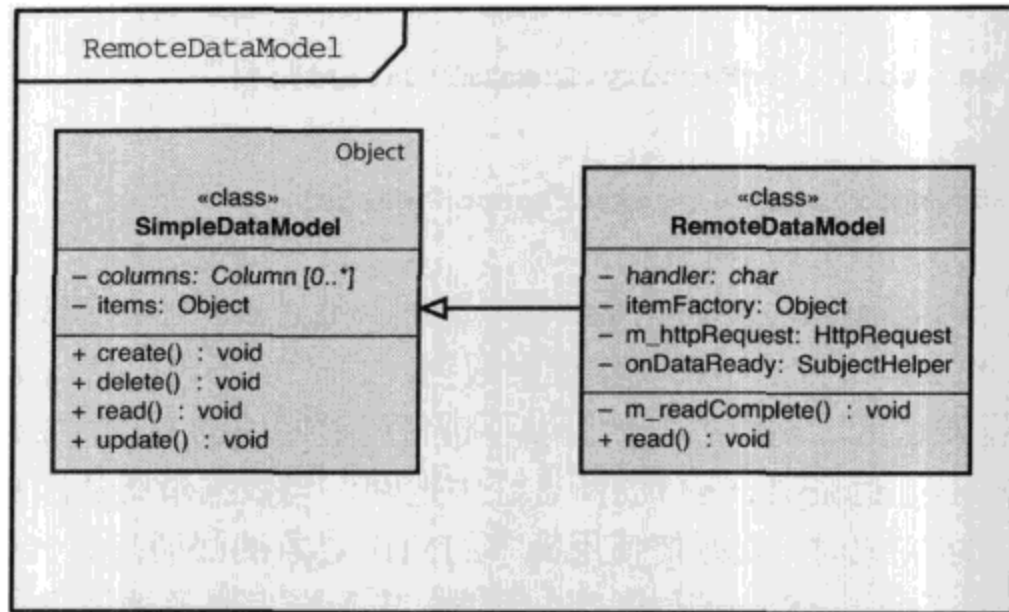 RemoteDataModel
Object
«class»
SimpleDataModel
– columns: Column [0..*]
– items: Object
+ create() : void
+ delete() : void
+ read() : void
+ update() : void
«class»
RemoteDataModel
– handler: char
– itemFactory: Object
– m_httpRequest: HttpRequest
– onDataReady: SubjectHelper
– m_readComplete() : void
+ read() : void